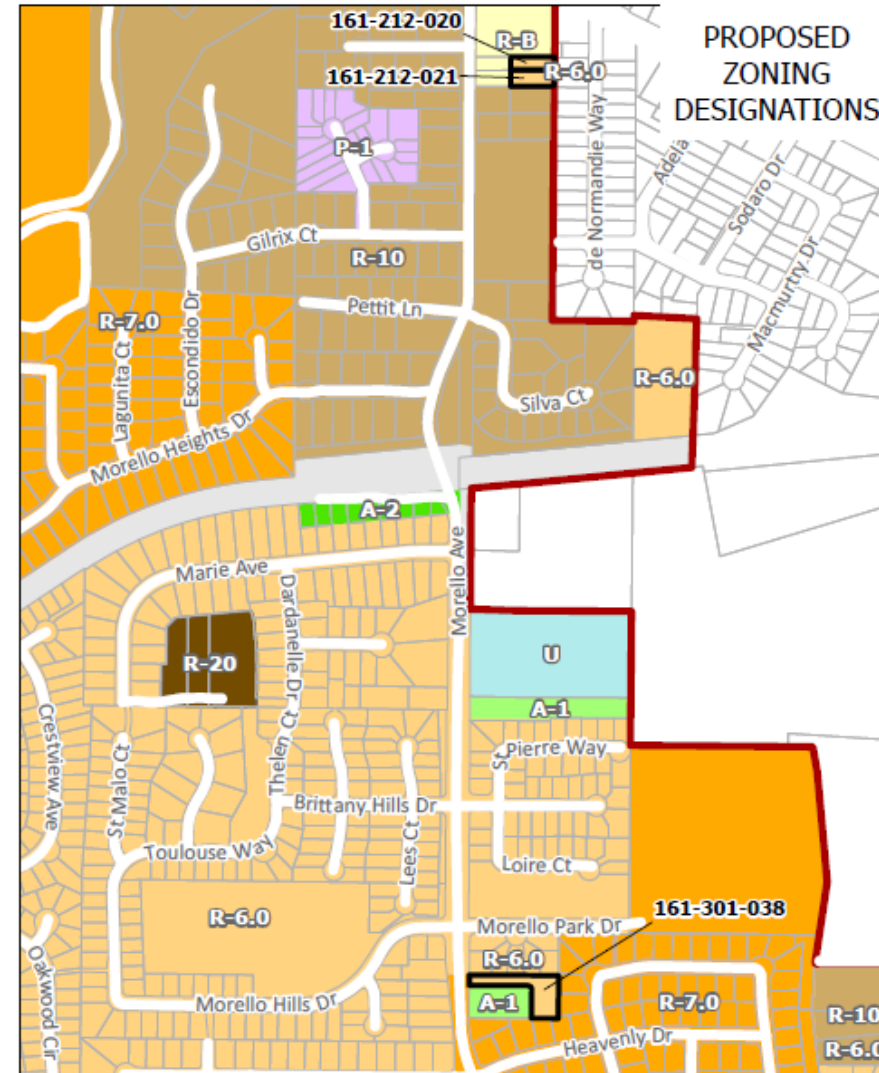 PROPOSED
ZONING
DESIGNATIONS
161-212-020
R-B
161-212-021
R-6.0
P-1
de Normandie Way
Sodaro Dr
Gilrix Ct
R-10
Macmurtry Dr
Pettit Ln
R-7.0
Lagunita Ct
Escondido Dr
R-6.0
Silva Ct
Morello Heights Dr
A-2
Marie Ave
Morello Ave
Dardanelle Dr
R-20
U
A-1
Crestview Ave
St Malo Ct
Thelen Ct
St Pierre Way
Brittany Hills Dr
Toulouse Way
Lees Ct
Loire Ct
R-6.0
161-301-038
Morello Park Dr
Oakwood Cir
R-6.0
Morello Hills Dr
A-1
R-7.0
R-10
Heavenly Dr
R-6.0